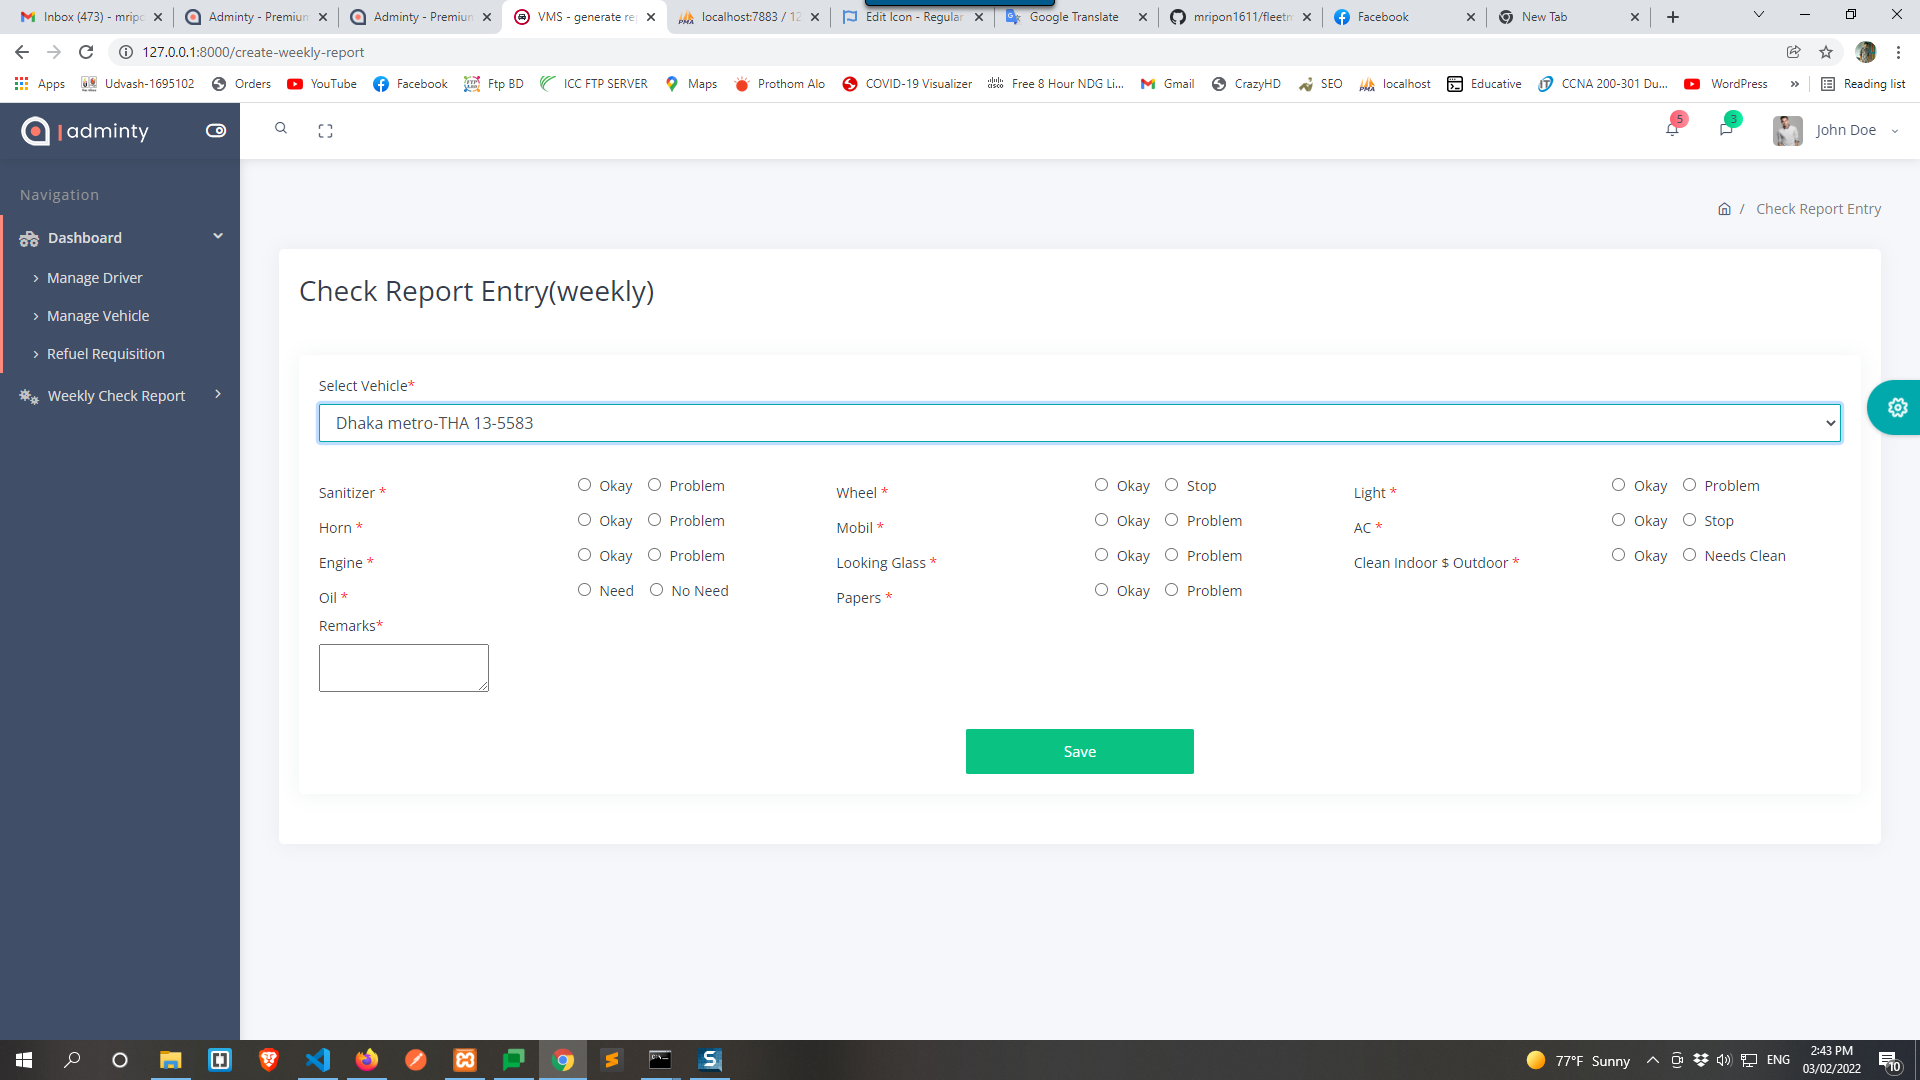 Inbox (473) - mripo
Adminty - Premium
Adminty - Premium
VMS - generate rep
localhost:7883 / 12
Edit Icon - Regular
Google Translate
mripon1611/fleetm
Facebook
New Tab
127.0.0.1:8000/create-weekly-report
Apps
Udvash-1695102
Orders
YouTube
Facebook
Ftp BD
ICC FTP SERVER
Maps
Prothom Alo
COVID-19 Visualizer
Free 8 Hour NDG Li...
Gmail
CrazyHD
SEO
localhost
Educative
CCNA 200-301 Du...
WordPress
»
Reading list
adminty
5
3
John Doe
Navigation
Dashboard
Manage Driver
Manage Vehicle
Refuel Requisition
Weekly Check Report
/ Check Report Entry
Check Report Entry(weekly)
Select Vehicle*
Dhaka metro-THA 13-5583
Sanitizer * Okay Problem Wheel * Okay Stop Light * Okay Problem
Horn * Okay Problem Mobil * Okay Problem AC * Okay Stop
Engine * Okay Problem Looking Glass * Okay Problem Clean Indoor $ Outdoor * Okay Needs Clean
Oil * Need No Need Papers * Okay Problem
Remarks*
Save
77°F Sunny
ENG
2:43 PM
03/02/2022
10